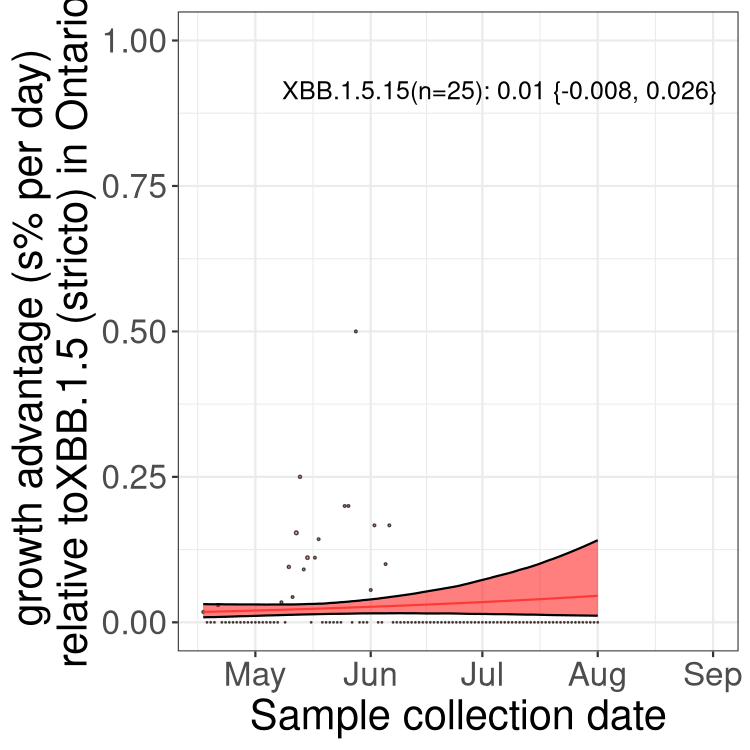 growth advantage (s% per day)
relative toXBB.1.5 (stricto) in Ontario
1.00
0.75
0.50
0.25
0.00
XBB.1.5.15(n=25): 0.01 {-0.008, 0.026}
May Jun Jul Aug Sep
Sample collection date